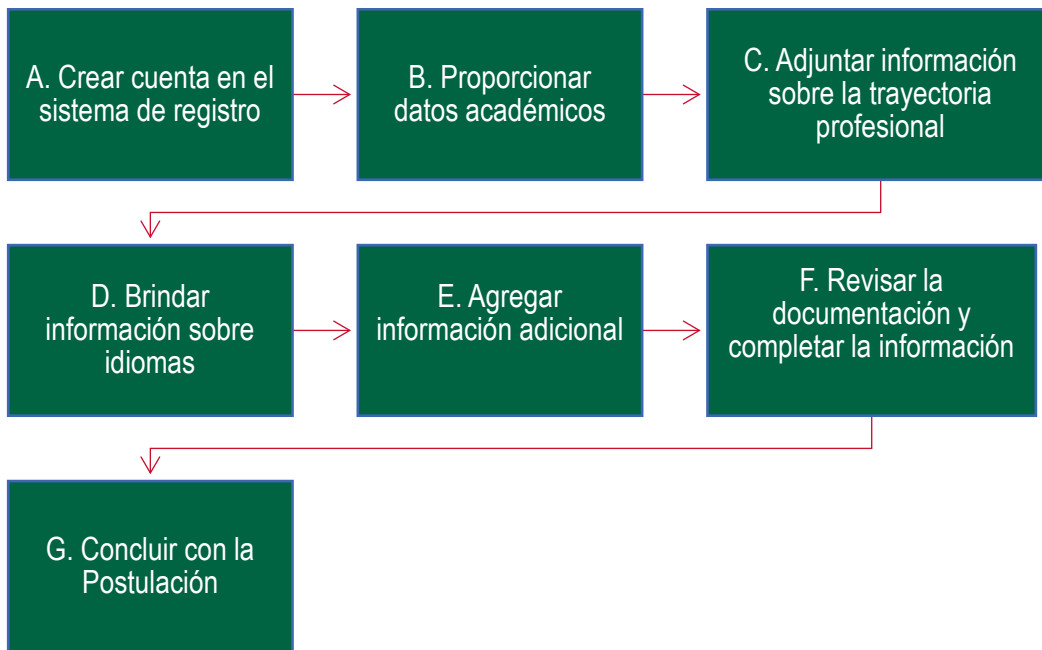 A. Crear cuenta en el
sistema de registro
B. Proporcionar
datos académicos
C. Adjuntar información
sobre la trayectoria
profesional
D. Brindar
información sobre
idiomas
E. Agregar
información adicional
F. Revisar la
documentación y
completar la información
G. Concluir con la
Postulación